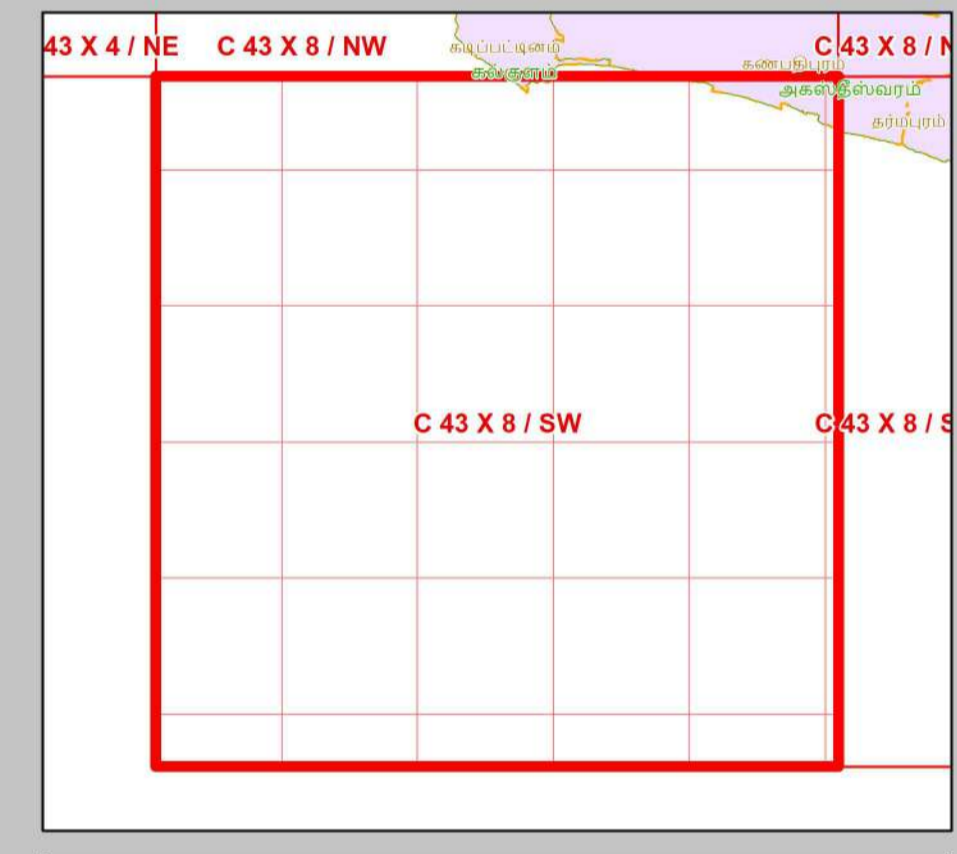 43 X 4 / NE
C 43 X 8 / NW
கடிப்பட்டினம்
C 43 X 8 / N
கல்குளம்
கணபதிபுரம்
அகஸ்தீஸ்வரம்
தர்மபுரம்
C 43 X 8 / SW
C 43 X 8 / S